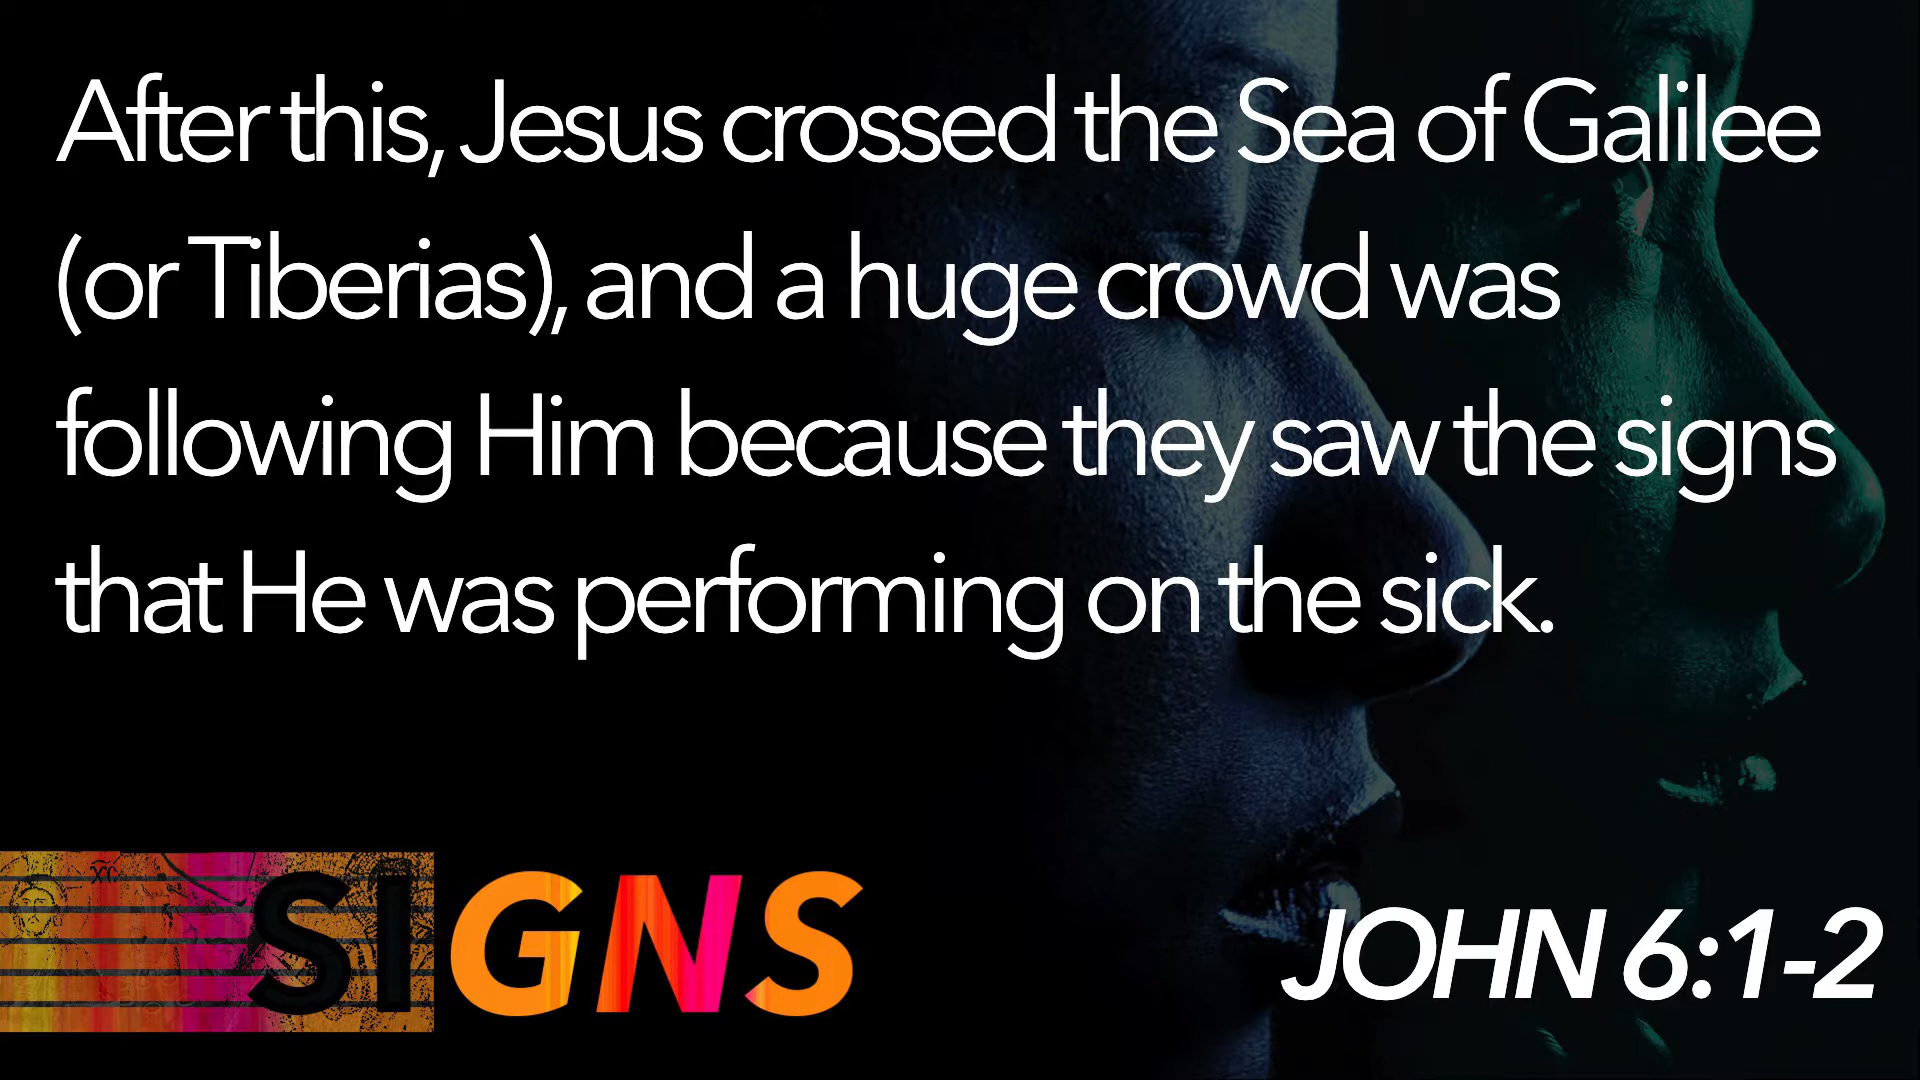 After this, Jesus crossed the Sea of Galilee
(or Tiberias), and a huge crowd was
following Him because they saw the signs
that He was performing on the sick.
SIGNS
JOHN 6:1-2